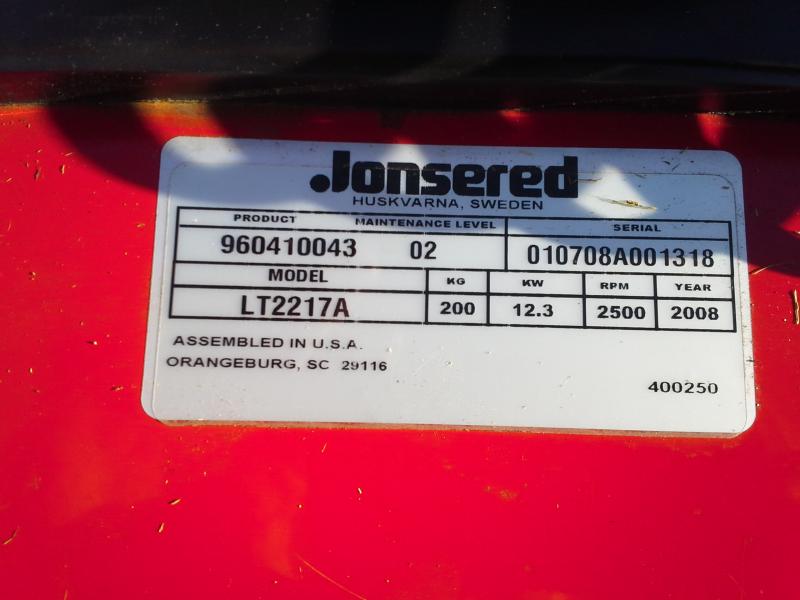 Jonsered
HUSKVARNA, SWEDEN
PRODUCT MAINTENANCE LEVEL SERIAL
960410043 02 010708A001318
MODEL KG KW RPM YEAR
LT2217A 200 12.3 2500 2008
ASSEMBLED IN U.S.A.
ORANGEBURG, SC 29116
400250